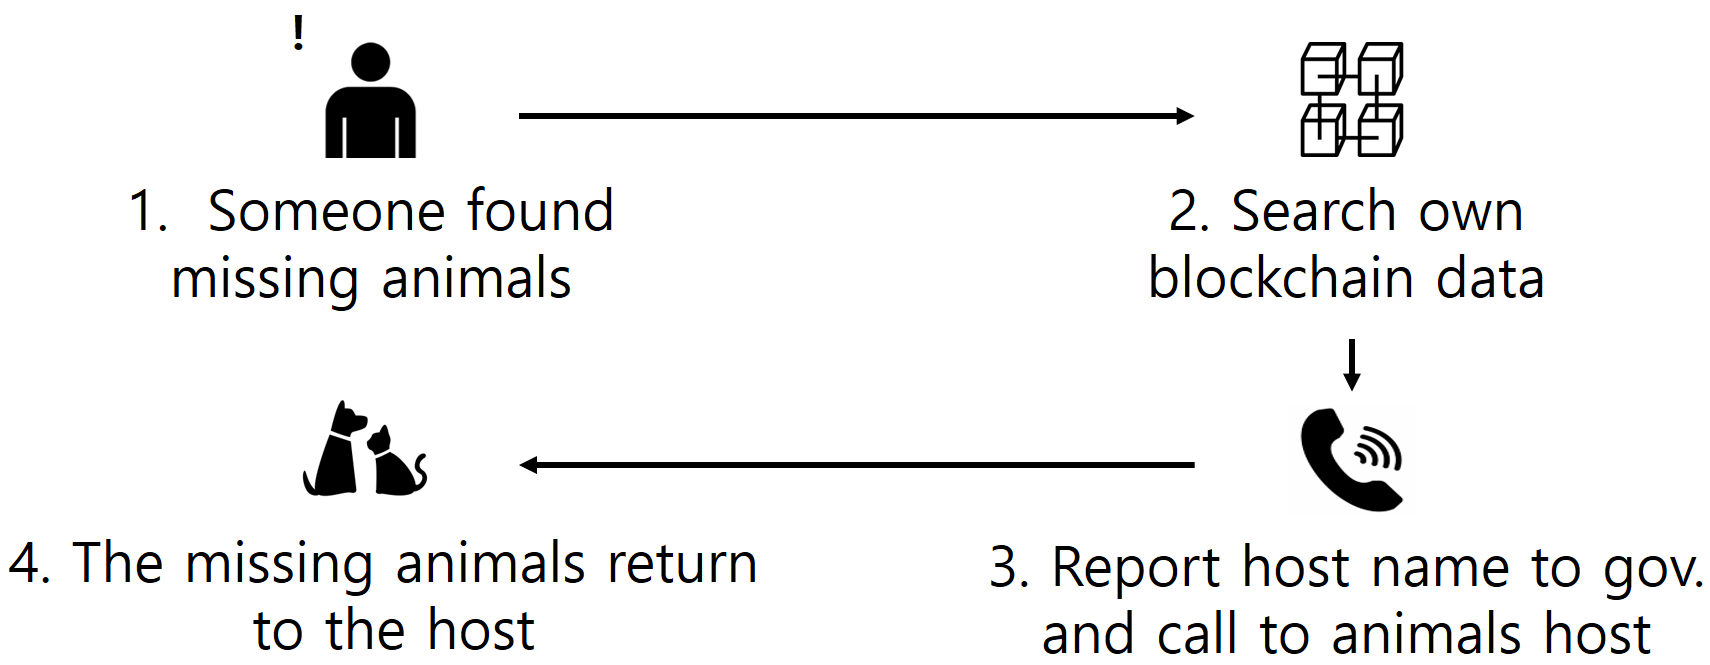 !
1. Someone found
missing animals
2. Search own
blockchain data
3. Report host name to gov.
and call to animals host
4. The missing animals return
to the host